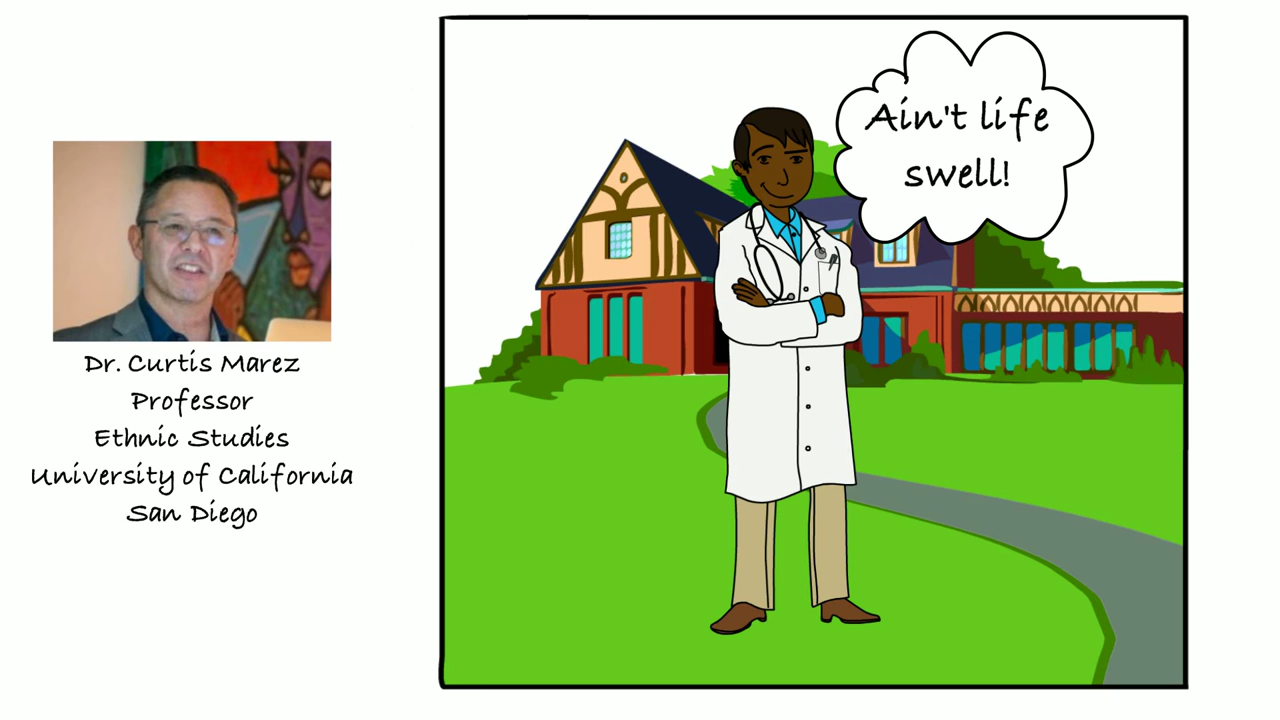 Ain't life
swell!
Dr. Curtis Marez
Professor
Ethnic Studies
University of California
San Diego